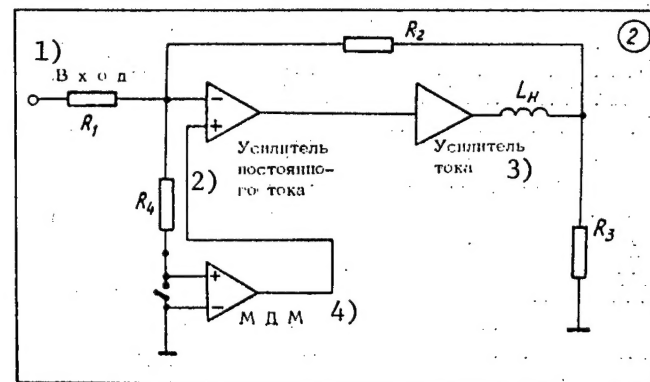 2
R2
1)
Вход
R1
−
+
LН
Усилитель
постоянно-
го тока
2)
Усилитель
тока
3)
R4
R3
+
−
МДМ
4)